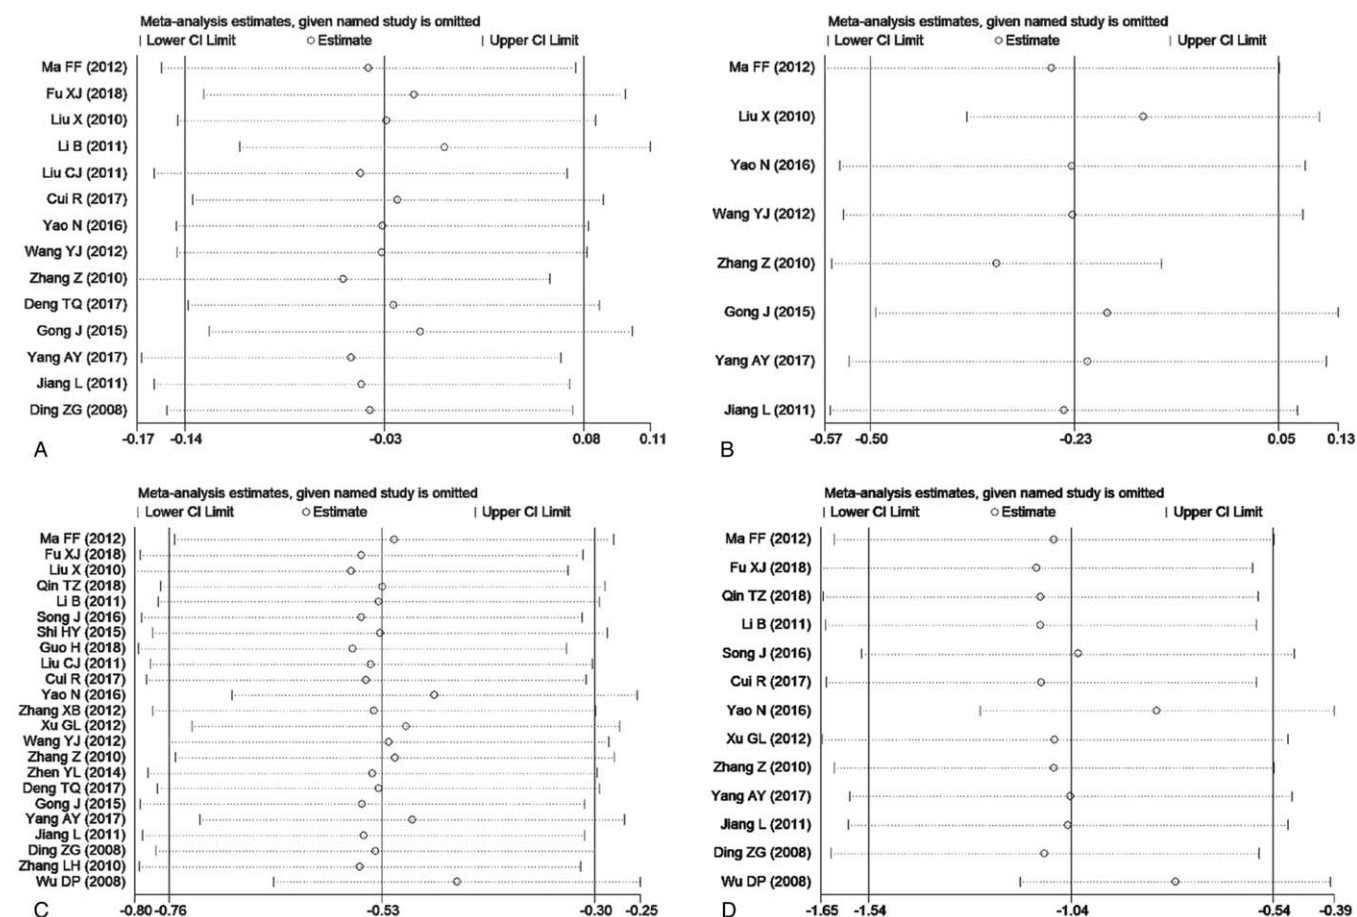 Meta-analysis estimates, given named study is omitted
| Lower CI Limit ○ Estimate | Upper CI Limit
Ma FF (2012)
Fu XJ (2018)
Liu X (2010)
Li B (2011)
Liu CJ (2011)
Cui R (2017)
Yao N (2016)
Wang YJ (2012)
Zhang Z (2010)
Deng TQ (2017)
Gong J (2015)
Yang AY (2017)
Jiang L (2011)
Ding ZG (2008)
-0.17 -0.14 -0.03 0.08 0.11
A
Meta-analysis estimates, given named study is omitted
| Lower CI Limit ○ Estimate | Upper CI Limit
Ma FF (2012)
Liu X (2010)
Yao N (2016)
Wang YJ (2012)
Zhang Z (2010)
Gong J (2015)
Yang AY (2017)
Jiang L (2011)
-0.57 -0.50 -0.23 0.05 0.13
B
Meta-analysis estimates, given named study is omitted
| Lower CI Limit ○ Estimate | Upper CI Limit
Ma FF (2012)
Fu XJ (2018)
Liu X (2010)
Qin TZ (2018)
Li B (2011)
Song J (2016)
Shi HY (2015)
Guo H (2018)
Liu CJ (2011)
Cui R (2017)
Yao N (2016)
Zhang XB (2012)
Xu GL (2012)
Wang YJ (2012)
Zhang Z (2010)
Zhen YL (2014)
Deng TQ (2017)
Gong J (2015)
Yang AY (2017)
Jiang L (2011)
Ding ZG (2008)
Zhang LH (2010)
Wu DP (2008)
-0.80 -0.76 -0.53 -0.30 -0.25
C
Meta-analysis estimates, given named study is omitted
| Lower CI Limit ○ Estimate | Upper CI Limit
Ma FF (2012)
Fu XJ (2018)
Qin TZ (2018)
Li B (2011)
Song J (2016)
Cui R (2017)
Yao N (2016)
Xu GL (2012)
Zhang Z (2010)
Yang AY (2017)
Jiang L (2011)
Ding ZG (2008)
Wu DP (2008)
-1.65 -1.54 -1.04 -0.54 -0.39
D